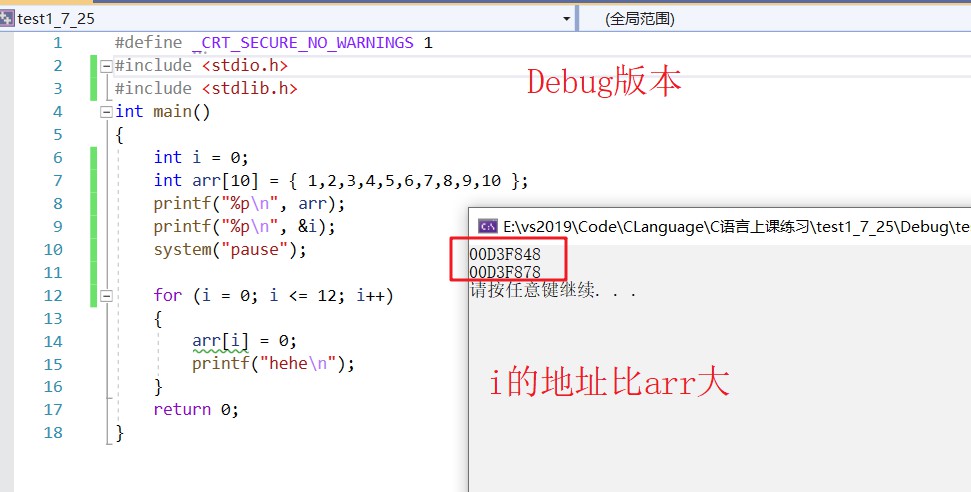 test1_7_25
(全局范围)
1 #define _CRT_SECURE_NO_WARNINGS 1
2 #include <stdio.h>
3 #include <stdlib.h>
4 int main()
5 {
6 int i = 0;
7 int arr[10] = { 1,2,3,4,5,6,7,8,9,10 };
8 printf("%p\n", arr);
9 printf("%p\n", &i);
10 system("pause");
11
12 for (i = 0; i <= 12; i++)
13 {
14 arr[i] = 0;
15 printf("hehe\n");
16 }
17 return 0;
18 }
Debug版本
E:\vs2019\Code\CLanguage\C语言上课练习\test1_7_25\Debug\te
00D3F848
00D3F878
请按任意键继续. . .
i的地址比arr大